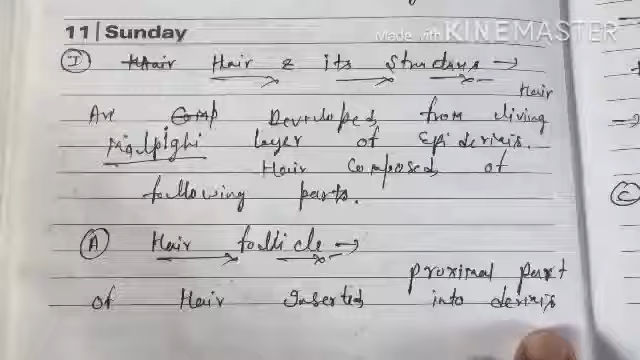 11 | Sunday
Made with KINEMASTER
I Hair Hair & its Structure →
Hair
Are Comp Developed from living
Malpighi layer of Epidermis.
Hair composed of
following parts.
A Hair follicle →
proximal part
of Hair Inserted into dermis
C